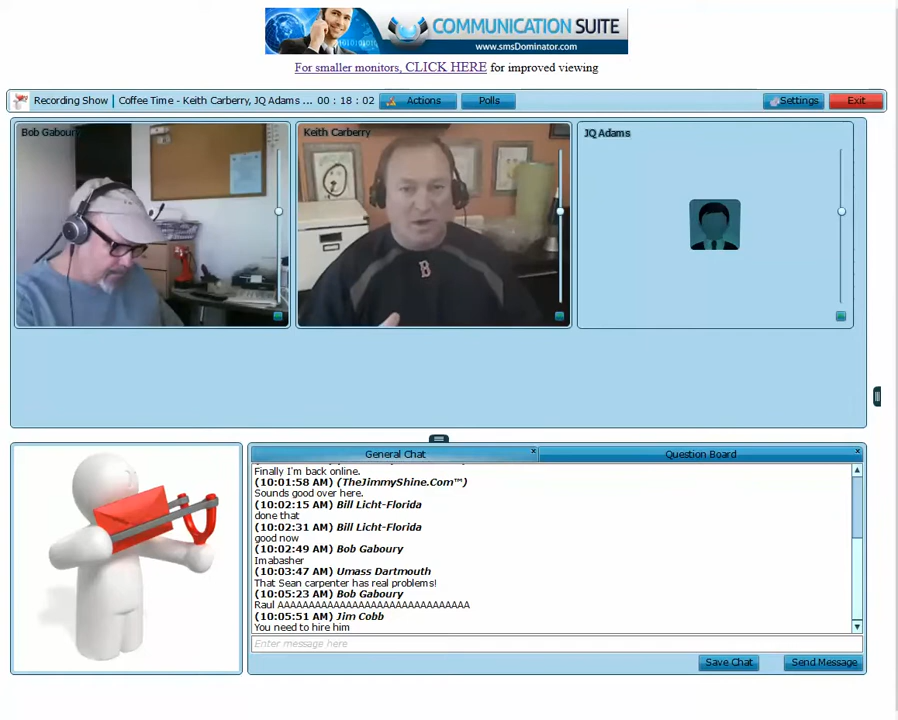 COMMUNICATION SUITE
www.smsDominator.com
For smaller monitors, CLICK HERE for improved viewing
Recording Show | Coffee Time - Keith Carberry, JQ Adams ... 00 : 18 : 02 Actions Polls Settings Exit
Bob Gaboury Keith Carberry JQ Adams
General Chat Question Board
Finally I'm back online.
(10:01:58 AM) (TheJimmyShine.Com™)
Sounds good over here.
(10:02:15 AM) Bill Licht-Florida
done that
(10:02:31 AM) Bill Licht-Florida
good now
(10:02:49 AM) Bob Gaboury
Imabasher
(10:03:47 AM) Umass Dartmouth
That Sean carpenter has real problems!
(10:05:23 AM) Bob Gaboury
Raul AAAAAAAAAAAAAAAAAAAAAAAAAAAAAAAA
(10:05:51 AM) Jim Cobb
You need to hire him
Enter message here
Save Chat Send Message